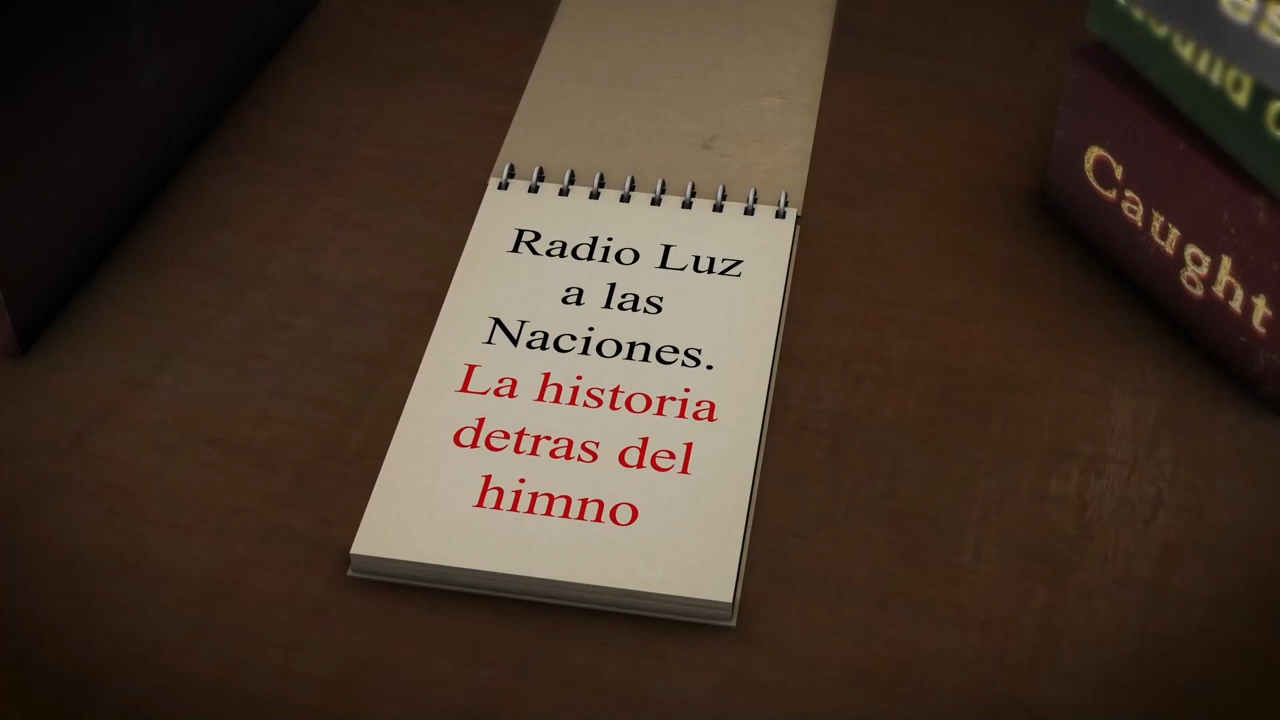 Radio Luz
a las
Naciones.
La historia
detras del
himno
Caught